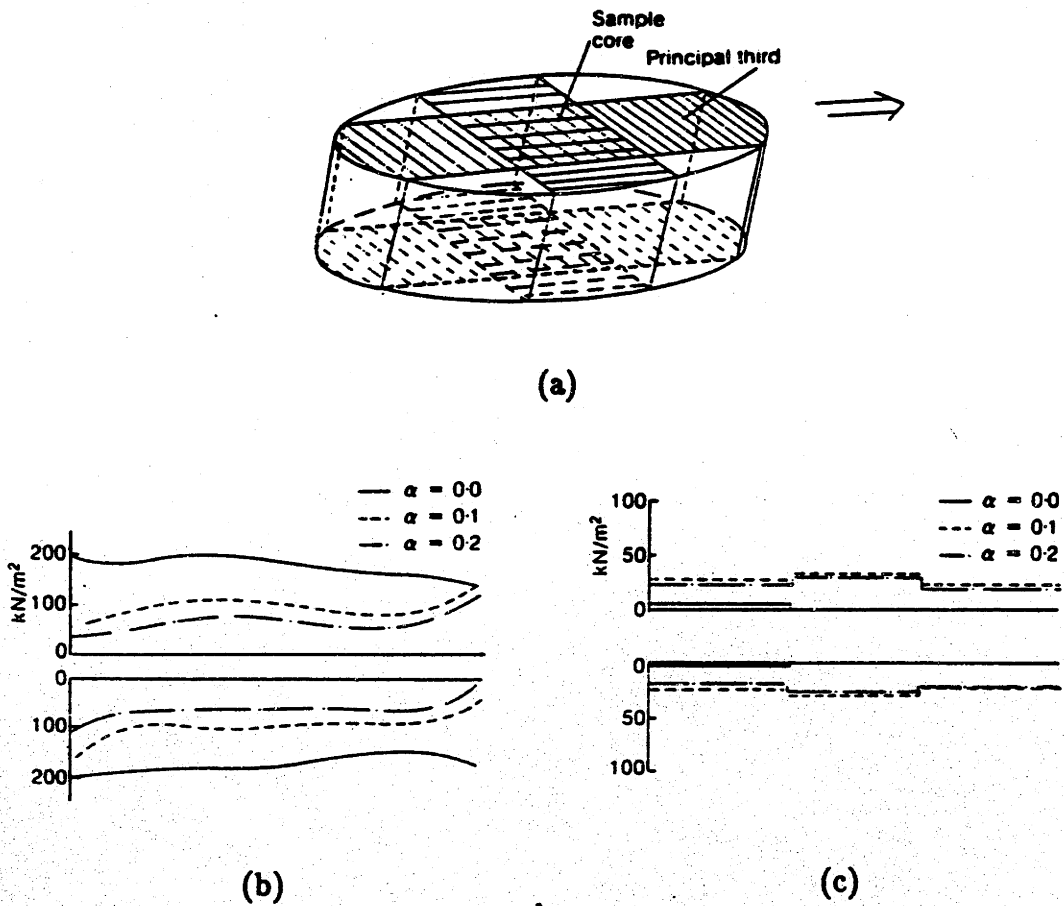 Sample
core
Principal third
(a)
α = 0·0
α = 0·1
α = 0·2
kN/m²
200
100
0
0
100
200
(b)
α = 0·0
α = 0·1
α = 0·2
kN/m²
100
50
0
0
50
100
(c)